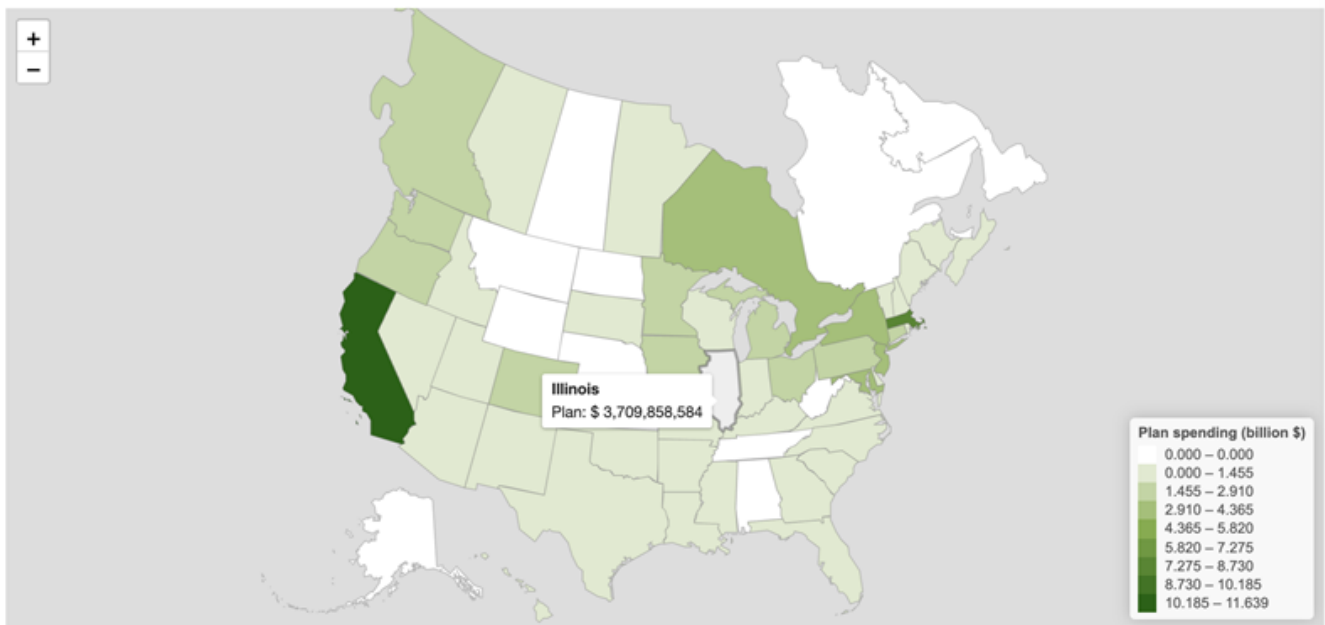 +
−
Illinois
Plan: $ 3,709,858,584
Plan spending (billion $)
0.000 – 0.000
0.000 – 1.455
1.455 – 2.910
2.910 – 4.365
4.365 – 5.820
5.820 – 7.275
7.275 – 8.730
8.730 – 10.185
10.185 – 11.639